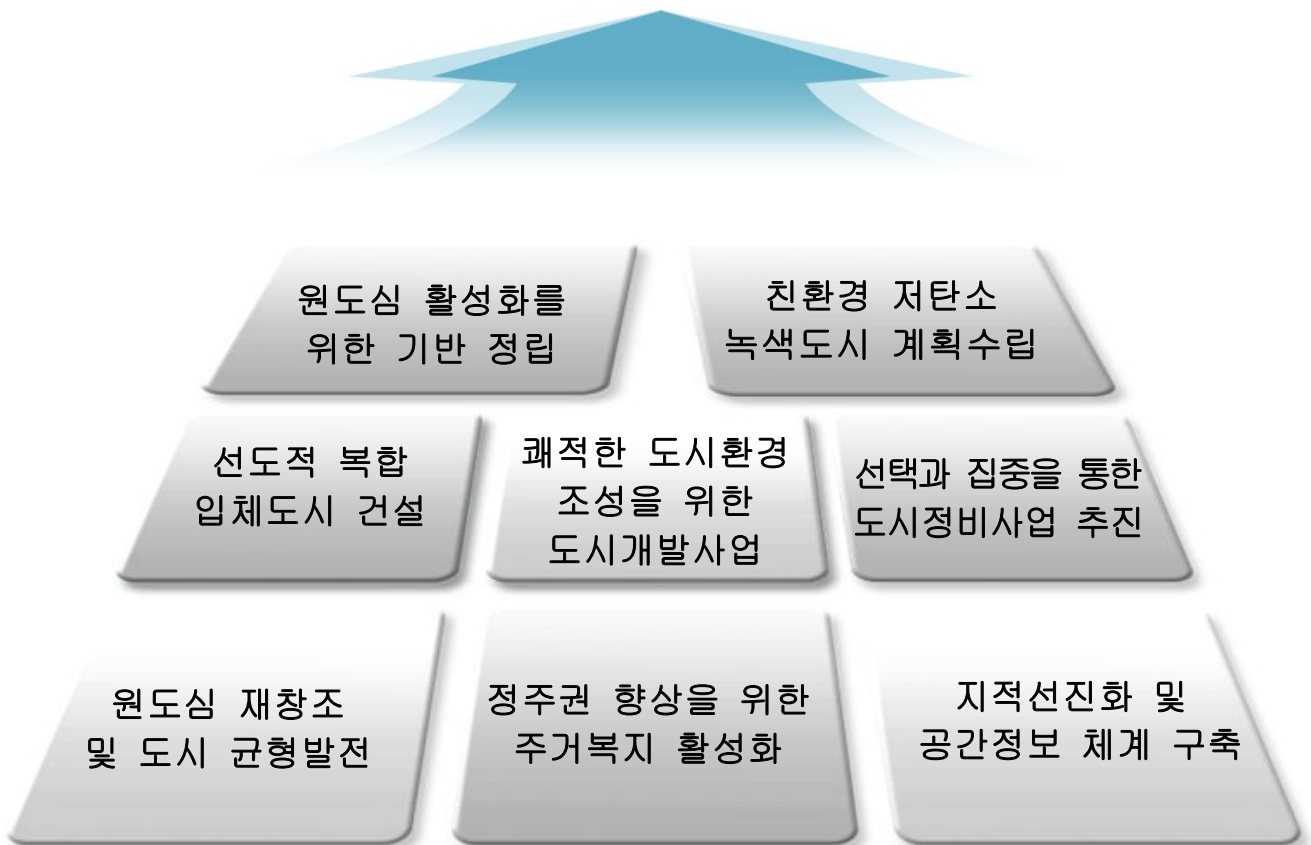 원도심 활성화를
위한 기반 정립
친환경 저탄소
녹색도시 계획수립
선도적 복합
입체도시 건설
쾌적한 도시환경
조성을 위한
도시개발사업
선택과 집중을 통한
도시정비사업 추진
원도심 재창조
및 도시 균형발전
정주권 향상을 위한
주거복지 활성화
지적선진화 및
공간정보 체계 구축